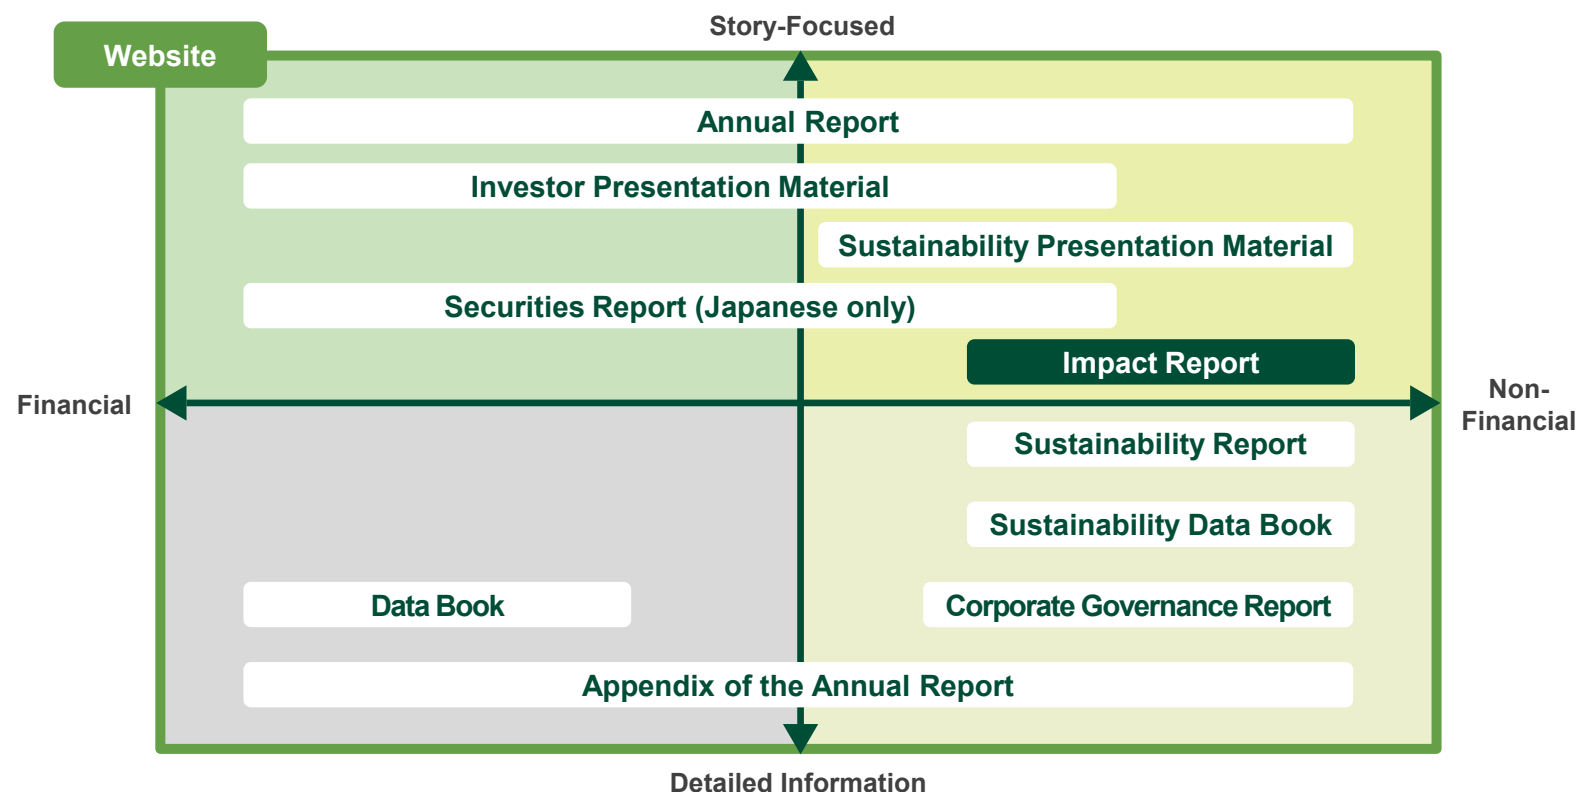 Story-Focused
Website
Annual Report
Investor Presentation Material
Sustainability Presentation Material
Securities Report (Japanese only)
Impact Report
Financial
Non-
Financial
Sustainability Report
Sustainability Data Book
Data Book
Corporate Governance Report
Appendix of the Annual Report
Detailed Information